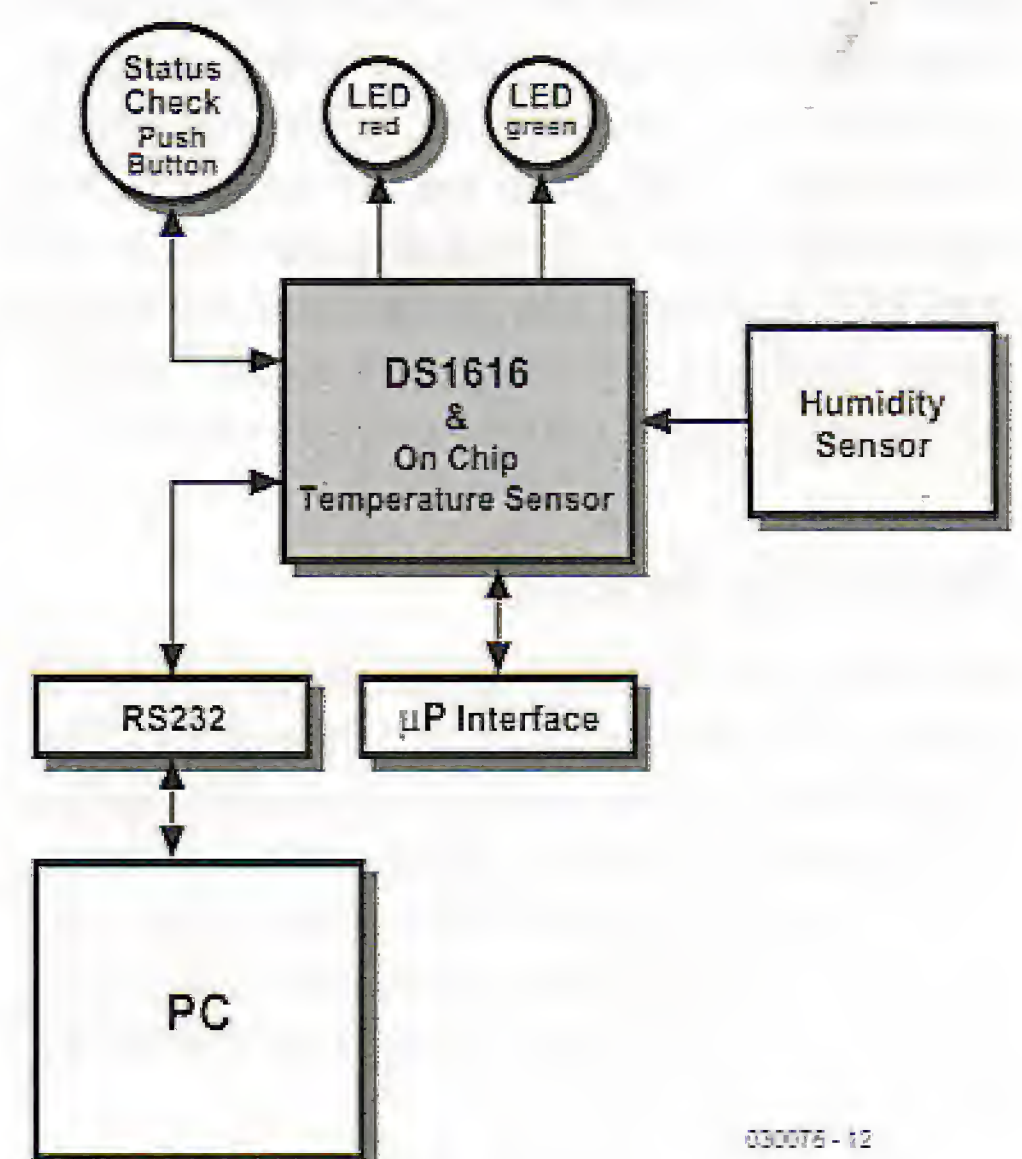 Status
Check
Push
Button
LED
red
LED
green
DS1616
&
On Chip
Temperature Sensor
Humidity
Sensor
RS232
µP Interface
PC
030076 - 12